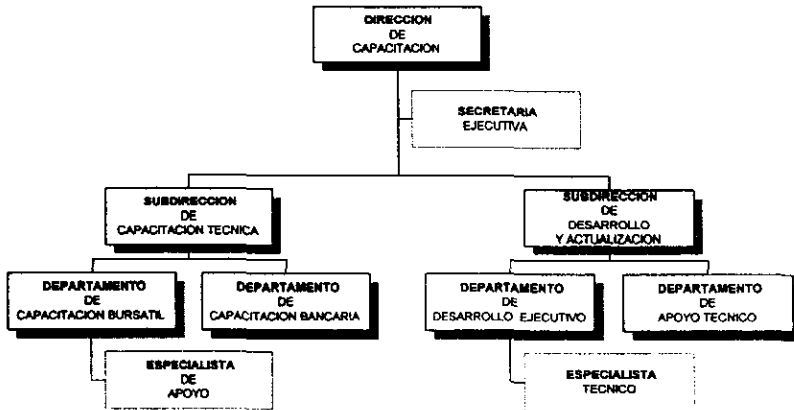 DIRECCION
DE
CAPACITACION
SECRETARIA
EJECUTIVA
SUBDIRECCION
DE
CAPACITACION TECNICA
SUBDIRECCION
DE
DESARROLLO
Y ACTUALIZACION
DEPARTAMENTO
DE
CAPACITACION BURSATIL
DEPARTAMENTO
DE
CAPACITACION BANCARIA
DEPARTAMENTO
DE
DESARROLLO EJECUTIVO
DEPARTAMENTO
DE
APOYO TECNICO
ESPECIALISTA
DE
APOYO
ESPECIALISTA
TECNICO